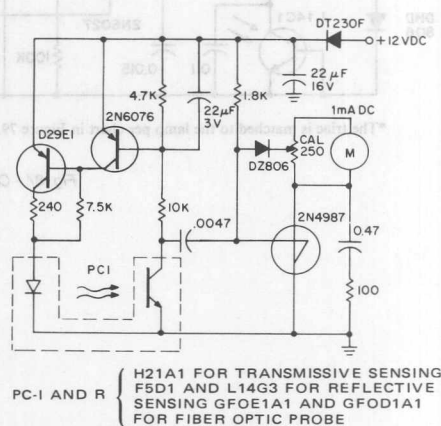 DT230F
+12 VDC
4.7K
22µF
3V
1.8K
22 µF
16V
1mA DC
D29E1
2N6076
CAL
250
M
DZ806
240
7.5K
10K
.0047
2N4987
0.47
PC1
100
PC-1 AND R { H21A1 FOR TRANSMISSIVE SENSING
F5D1 AND L14G3 FOR REFLECTIVE
SENSING GFOE1A1 AND GFOD1A1
FOR FIBER OPTIC PROBE